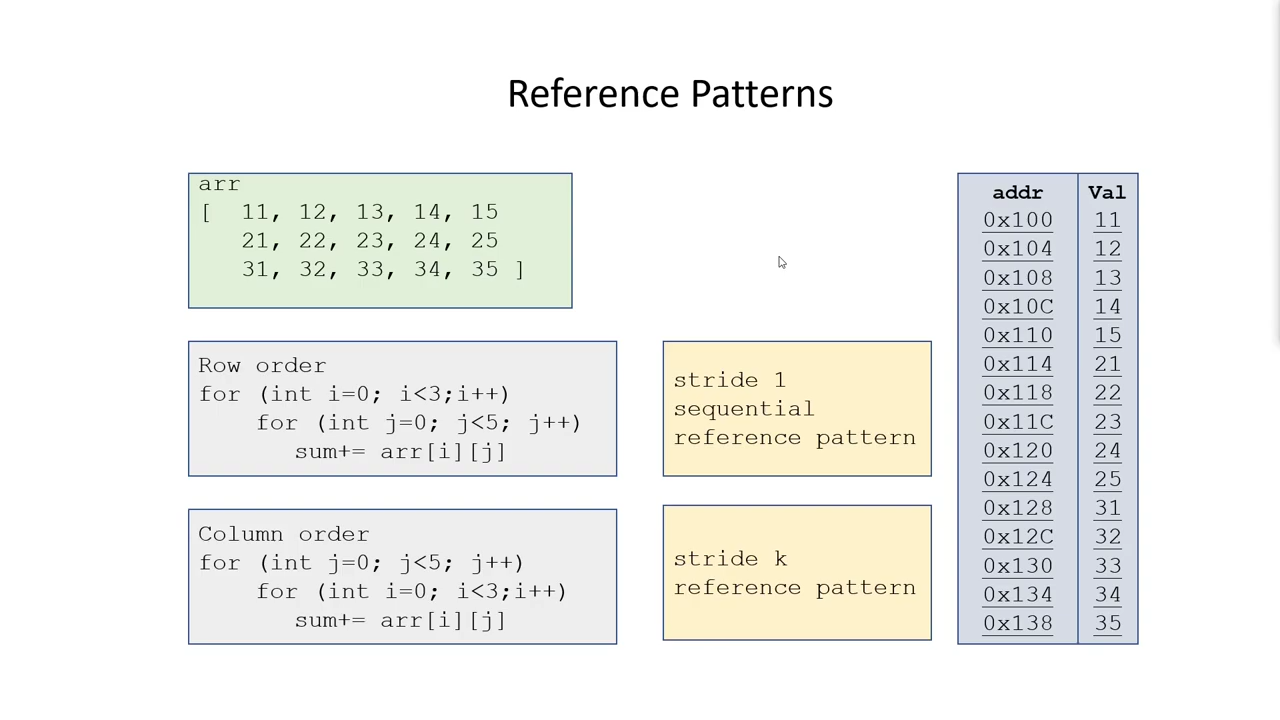 Reference Patterns
arr
[ 11, 12, 13, 14, 15
21, 22, 23, 24, 25
31, 32, 33, 34, 35 ]
Row order
for (int i=0; i<3;i++)
for (int j=0; j<5; j++)
sum+= arr[i][j]
stride 1
sequential
reference pattern
Column order
for (int j=0; j<5; j++)
for (int i=0; i<3;i++)
sum+= arr[i][j]
stride k
reference pattern
addr Val
0x100 11
0x104 12
0x108 13
0x10C 14
0x110 15
0x114 21
0x118 22
0x11C 23
0x120 24
0x124 25
0x128 31
0x12C 32
0x130 33
0x134 34
0x138 35